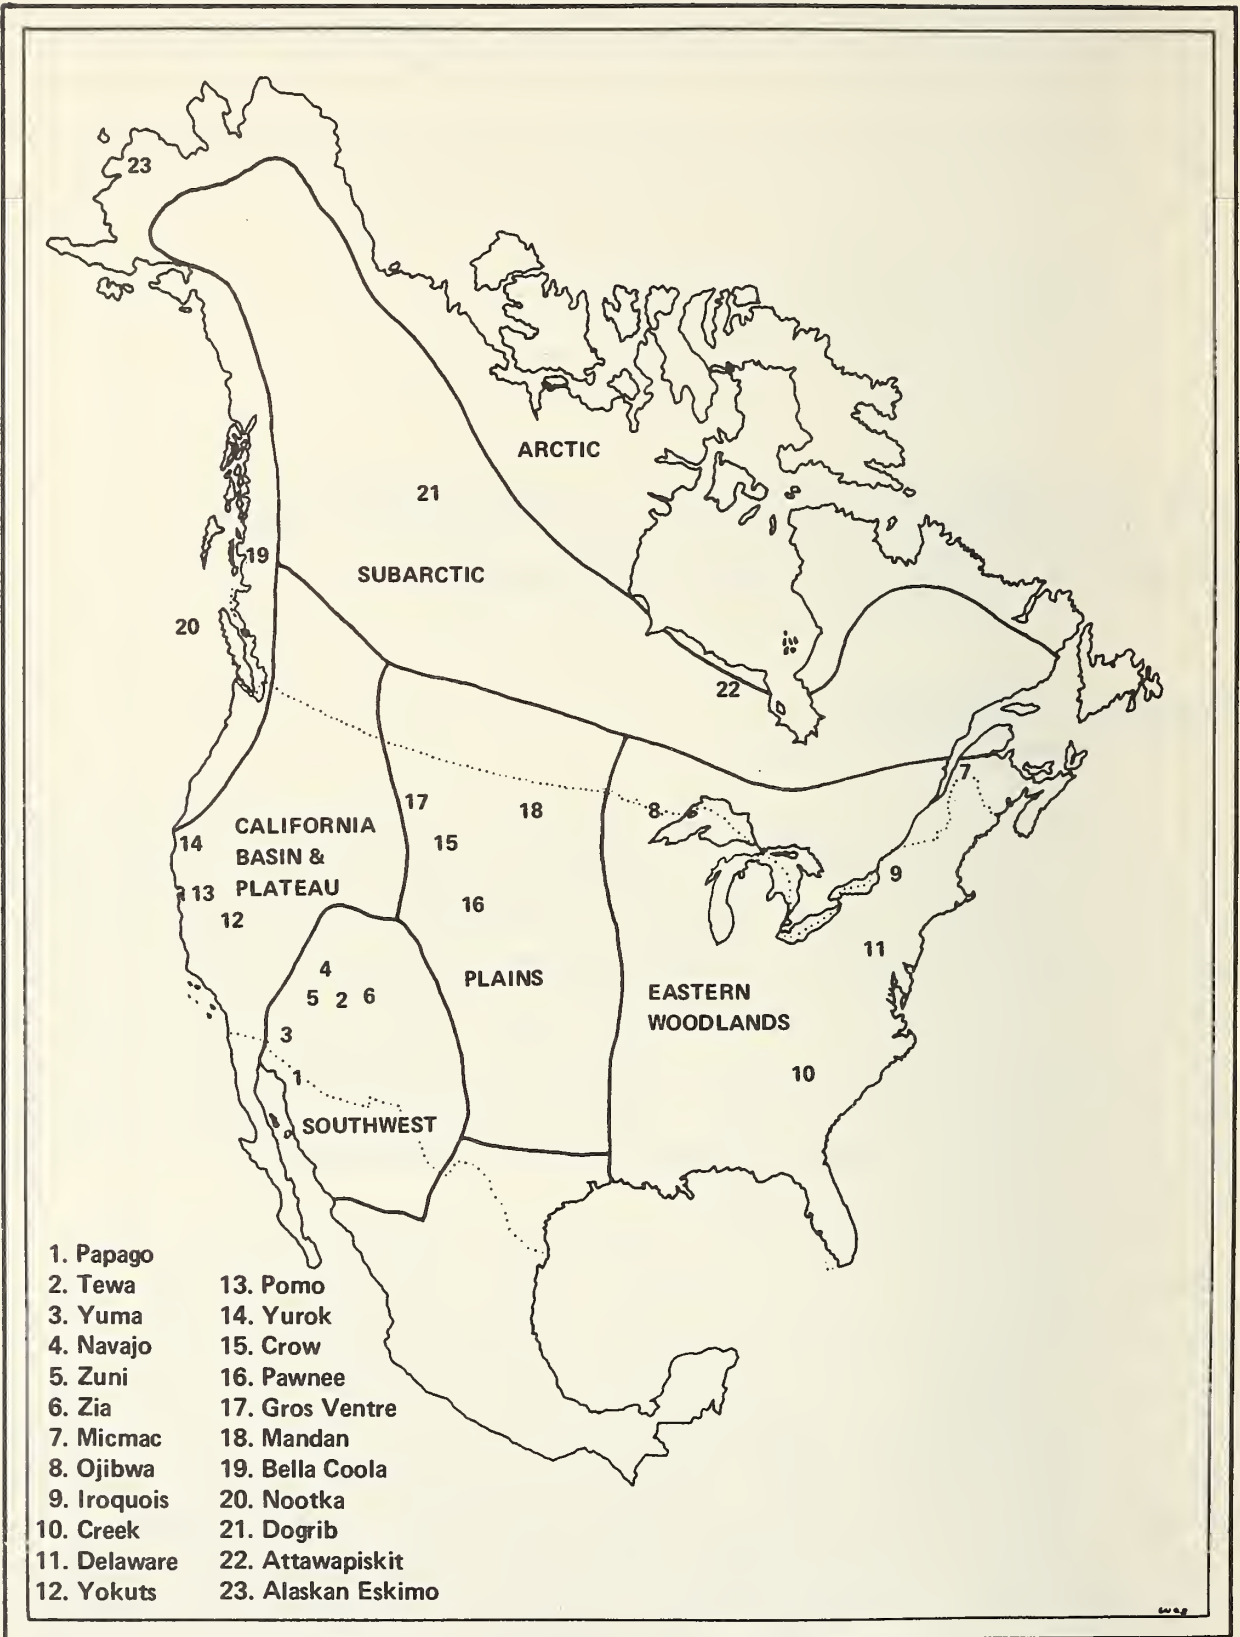 23
ARCTIC
21
19
SUBARCTIC
20
22
7
17
18
8
14
CALIFORNIA
BASIN &
PLATEAU
15
13
9
12
16
11
4
PLAINS
5 2 6
EASTERN
WOODLANDS
3
1
10
SOUTHWEST
1. Papago
2. Tewa
3. Yuma
4. Navajo
5. Zuni
6. Zia
7. Micmac
8. Ojibwa
9. Iroquois
10. Creek
11. Delaware
12. Yokuts
13. Pomo
14. Yurok
15. Crow
16. Pawnee
17. Gros Ventre
18. Mandan
19. Bella Coola
20. Nootka
21. Dogrib
22. Attawapiskit
23. Alaskan Eskimo